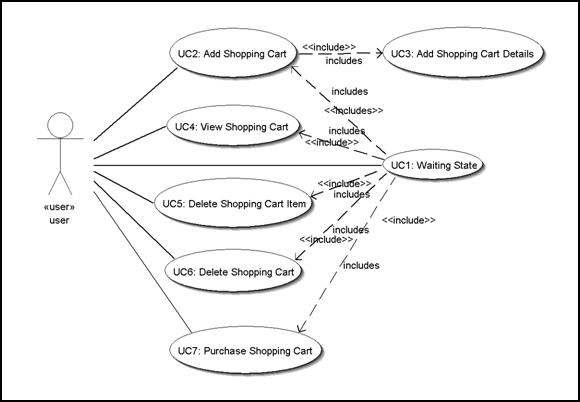 UC2: Add Shopping Cart
<<include>>
includes
UC3: Add Shopping Cart Details
includes
<<include>>
UC4: View Shopping Cart
includes
<<include>>
UC1: Waiting State
«user»
user
UC5: Delete Shopping Cart Item
<<include>>
includes
<<include>>
<<include>>
UC6: Delete Shopping Cart
includes
UC7: Purchase Shopping Cart